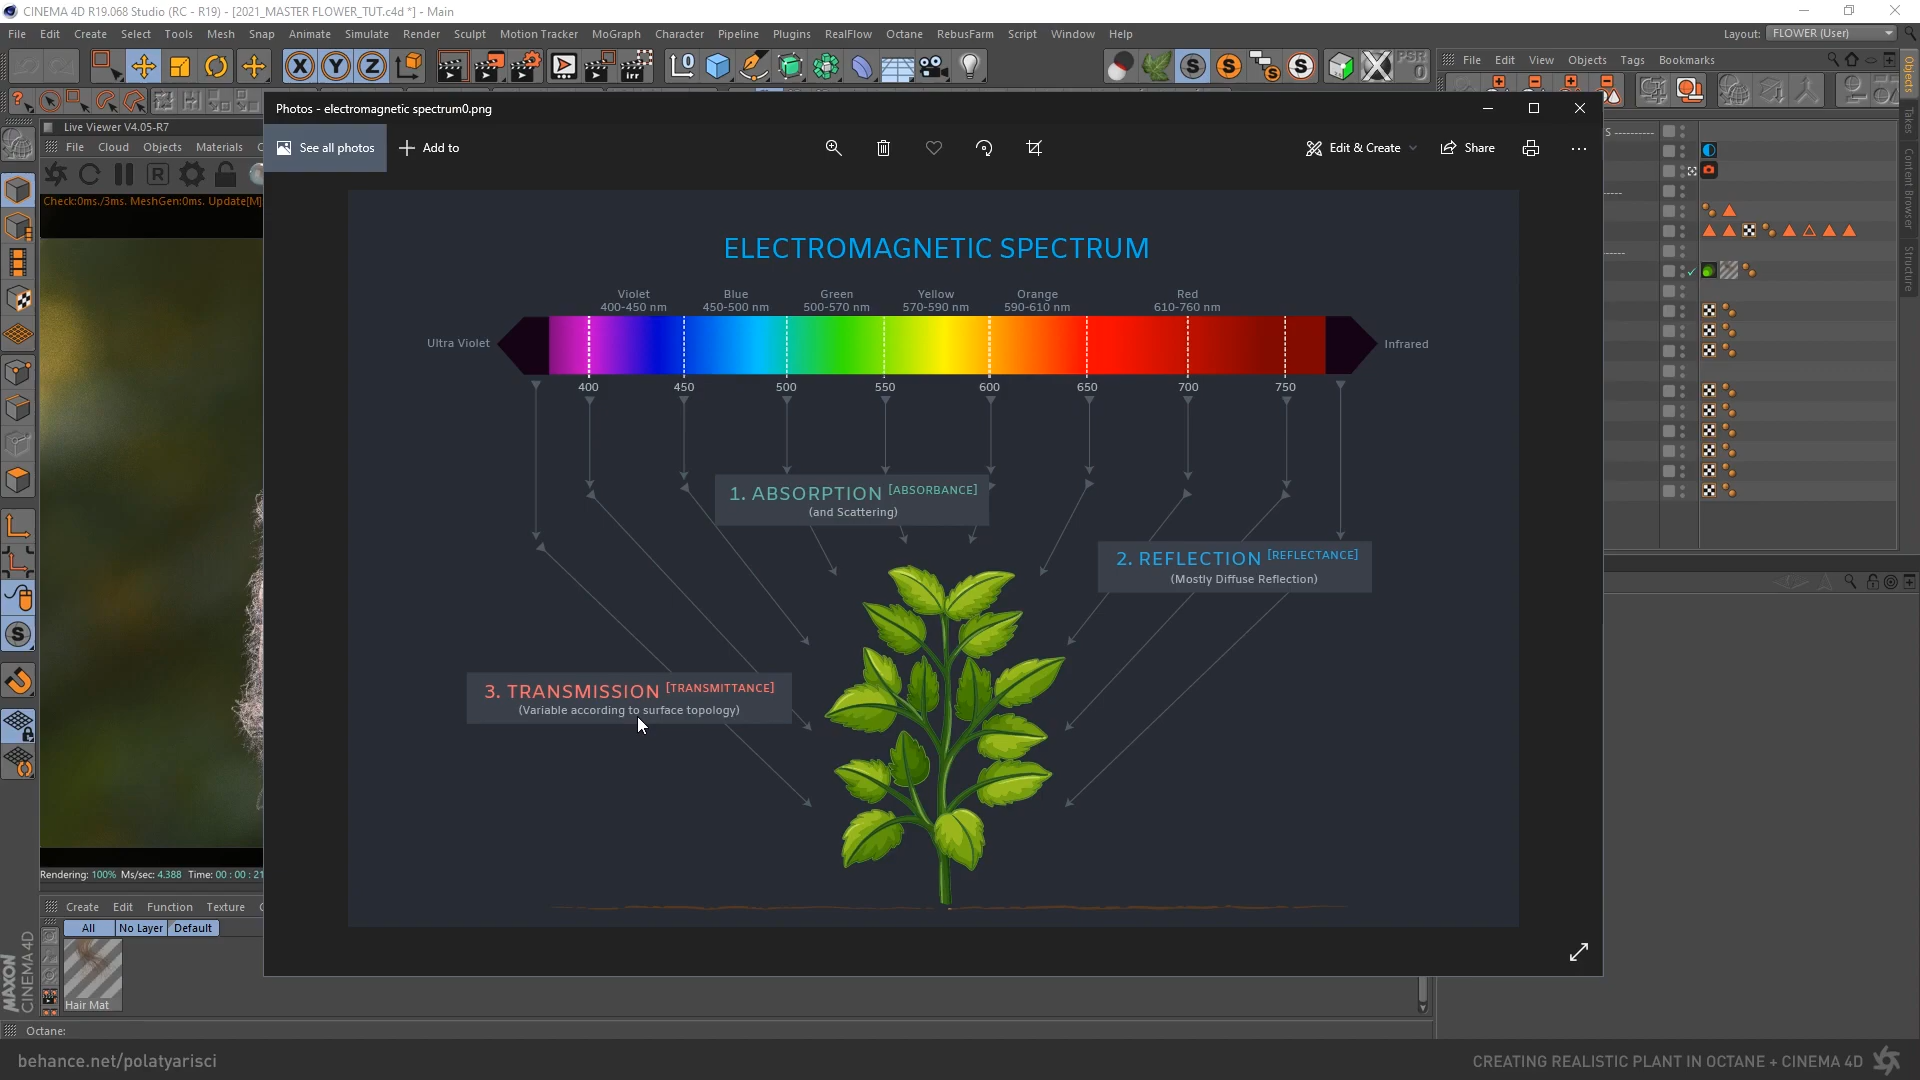 CINEMA 4D R19.068 Studio (RC - R19) - [2021_MASTER FLOWER_TUT.c4d *] - Main
File Edit Create Select Tools Mesh Snap Animate Simulate Render Sculpt Motion Tracker MoGraph Character Pipeline Plugins RealFlow Octane RebusFarm Script Window Help
Layout: FLOWER (User)
PSR
0
File Edit View Objects Tags Bookmarks
Objects
Takes
Content Browser
Structure
Live Viewer V4.05-R7
File Cloud Objects Materials
Check:0ms./3ms. MeshGen:0ms. Update[M]
Photos - electromagnetic spectrum0.png
See all photos
Add to
Edit & Create
Share
ELECTROMAGNETIC SPECTRUM
Violet Blue Green Yellow Orange Red
400-450 nm 450-500 nm 500-570 nm 570-590 nm 590-610 nm 610-760 nm
Ultra Violet
Infrared
400 450 500 550 600 650 700 750
1. ABSORPTION [ABSORBANCE]
(and Scattering)
2. REFLECTION [REFLECTANCE]
(Mostly Diffuse Reflection)
3. TRANSMISSION [TRANSMITTANCE]
(Variable according to surface topology)
Rendering: 100% Ms/sec: 4.388 Time: 00 : 00 : 21
Create Edit Function Texture
All No Layer Default
Hair Mat
MAXON
CINEMA 4D
Octane:
behance.net/polatyarisci
CREATING REALISTIC PLANT IN OCTANE + CINEMA 4D